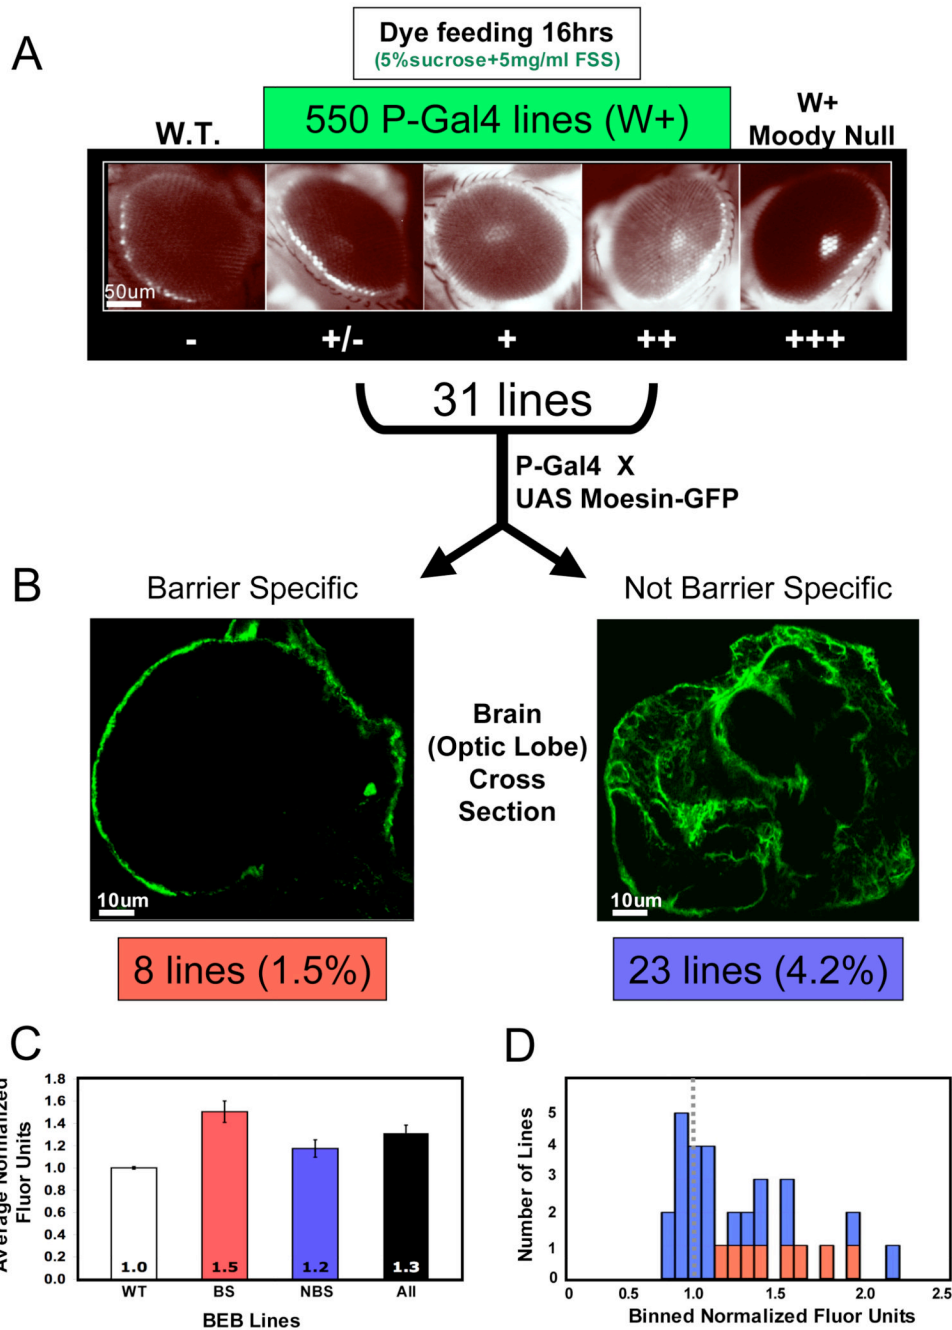 A
Dye feeding 16hrs
(5%sucrose+5mg/ml FSS)
550 P-Gal4 lines (W+)
W.T.
W+
Moody Null
50um
- +/- + ++ +++
31 lines
P-Gal4 X
UAS Moesin-GFP
B
Barrier Specific
Not Barrier Specific
Brain
(Optic Lobe)
Cross
Section
10um
10um
8 lines (1.5%)
23 lines (4.2%)
C
Average Normalized
Fluor Units
1.8
1.6
1.4
1.2
1.0
0.8
0.6
0.4
0.2
0.0
1.0 1.5 1.2 1.3
WT BS NBS All
BEB Lines
D
Number of Lines
5
4
3
2
1
0
0 0.5 1.0 1.5 2.0 2.5
Binned Normalized Fluor Units